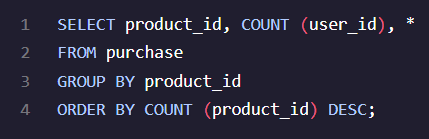 1 SELECT product_id, COUNT (user_id), *
2 FROM purchase
3 GROUP BY product_id
4 ORDER BY COUNT (product_id) DESC;